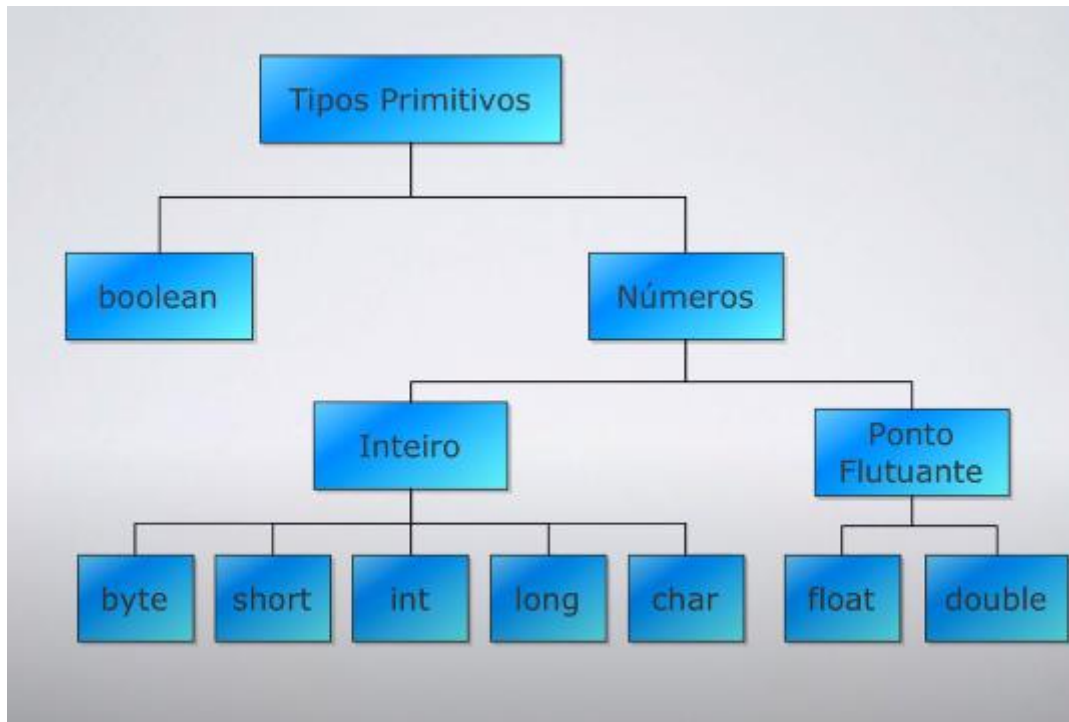 Tipos Primitivos
boolean
Números
Inteiro
Ponto
Flutuante
byte
short
int
long
char
float
double